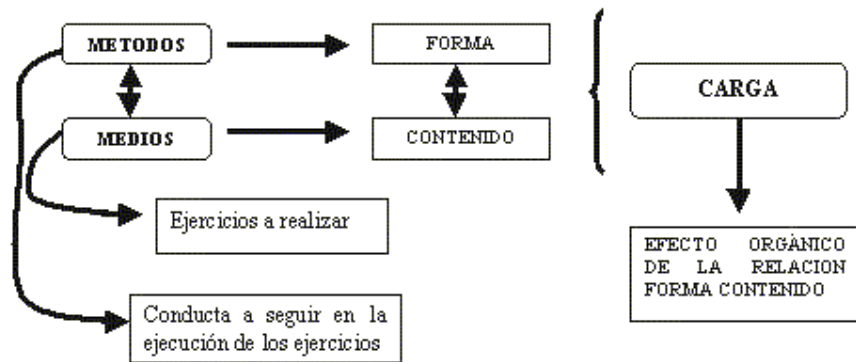 METODOS
FORMA
CARGA
MEDIOS
CONTENIDO
Ejercicios a realizar
EFECTO ORGÀNICO
DE LA RELACION
FORMA CONTENIDO
Conducta a seguir en la
ejecución de los ejercicios